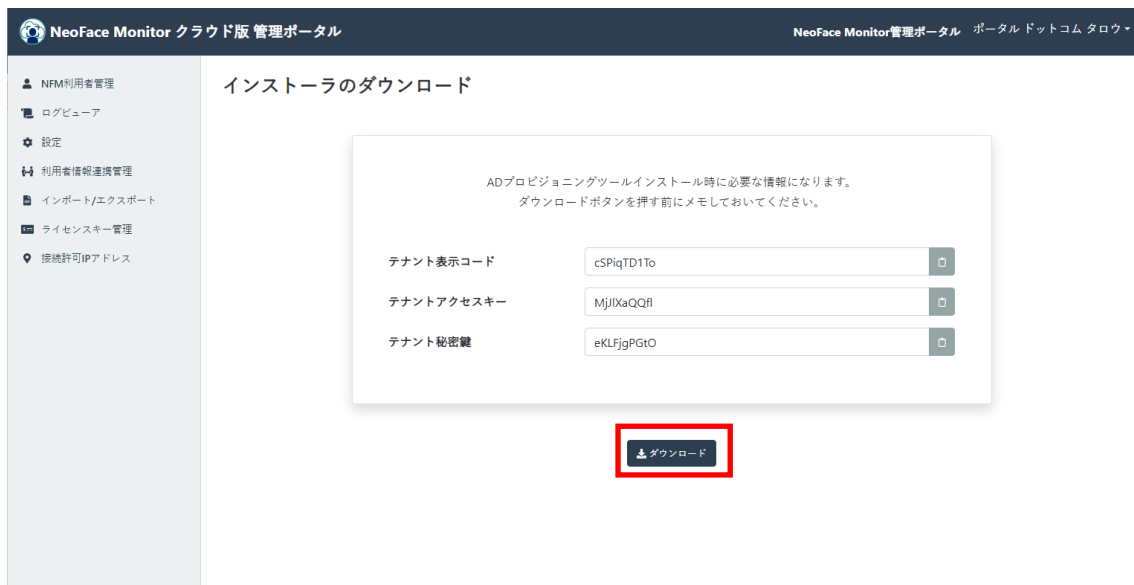 NeoFace Monitor クラウド版 管理ポータル
NeoFace Monitor管理ポータル ポータル ドットコム タロウ
NFM利用者管理
ログビューア
設定
利用者情報連携管理
インポート/エクスポート
ライセンスキー管理
接続許可IPアドレス
インストーラのダウンロード
ADプロビジョニングツールインストール時に必要な情報になります。
ダウンロードボタンを押す前にメモしておいてください。
テナント表示コード cSPiqTD1To
テナントアクセスキー MjJlXaQQfl
テナント秘密鍵 eKLFjgPGtO
ダウンロード